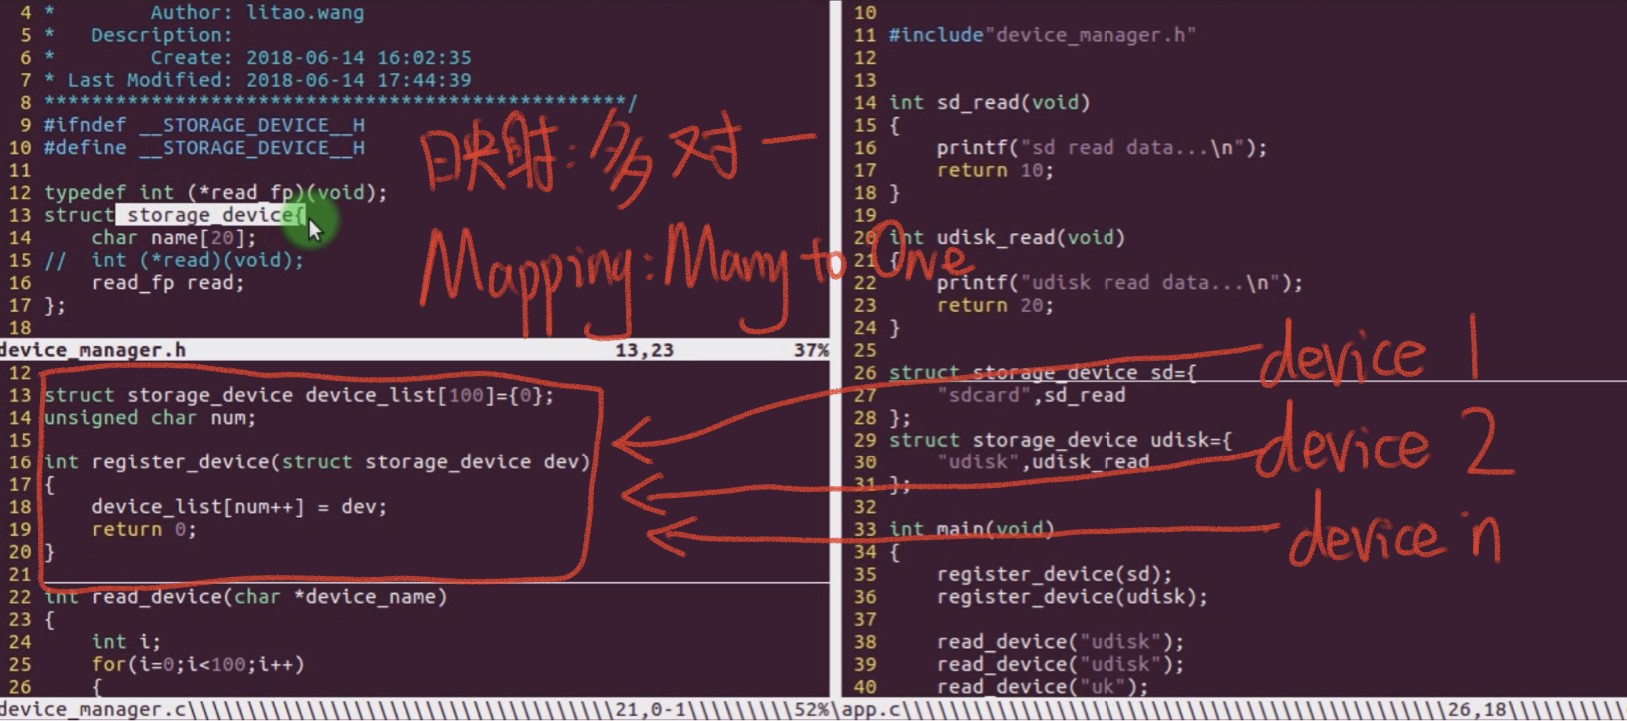 4 *        Author: litao.wang
5 *   Description:
6 *        Create: 2018-06-14 16:02:35
7 * Last Modified: 2018-06-14 17:44:39
8 *************************************************/
9 #ifndef __STORAGE_DEVICE__H
10 #define __STORAGE_DEVICE__H
11
12 typedef int (*read_fp)(void);
13 struct storage_device{
14     char name[20];
15 //  int (*read)(void);
16     read_fp read;
17 };
18
device_manager.h 13,23 37%
映射:多对一
Mapping:Many to One
12
13 struct storage_device device_list[100]={0};
14 unsigned char num;
15
16 int register_device(struct storage_device dev)
17 {
18     device_list[num++] = dev;
19     return 0;
20 }
21
22 int read_device(char *device_name)
23 {
24     int i;
25     for(i=0;i<100;i++)
26     {
device_manager.c\\\\\\\\\\\\\\\\\\\\\\\\\\\\\\\\\\\\21,0-1\\\\\\\\\52%
10
11 #include"device_manager.h"
12
13
14 int sd_read(void)
15 {
16     printf("sd read data...\n");
17     return 10;
18 }
19
20 int udisk_read(void)
21 {
22     printf("udisk read data...\n");
23     return 20;
24 }
25
26 struct storage_device sd={
27     "sdcard",sd_read
28 };
29 struct storage_device udisk={
30     "udisk",udisk_read
31 };
32
33 int main(void)
34 {
35     register_device(sd);
36     register_device(udisk);
37
38     read_device("udisk");
39     read_device("udisk");
40     read_device("uk");
\app.c\\\\\\\\\\\\\\\\\\\\\\\\\\\\\\\\\\\\\\\\\\\\\\26,18\\\\\\\\\\
device 1
device 2
device n